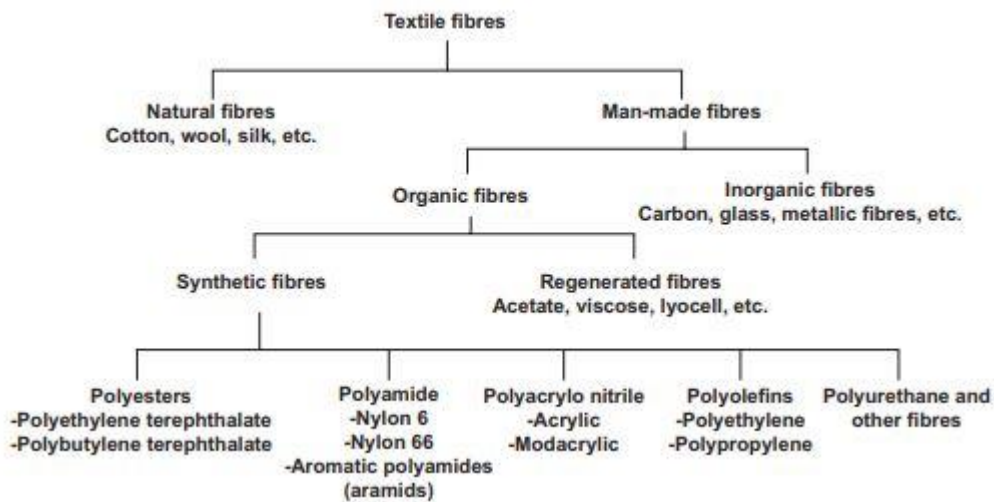 Textile fibres
Natural fibres
Cotton, wool, silk, etc.
Man-made fibres
Organic fibres
Inorganic fibres
Carbon, glass, metallic fibres, etc.
Synthetic fibres
Regenerated fibres
Acetate, viscose, lyocell, etc.
Polyesters
-Polyethylene terephthalate
-Polybutylene terephthalate
Polyamide
-Nylon 6
-Nylon 66
-Aromatic polyamides
(aramids)
Polyacrylo nitrile
-Acrylic
-Modacrylic
Polyolefins
-Polyethylene
-Polypropylene
Polyurethane and
other fibres